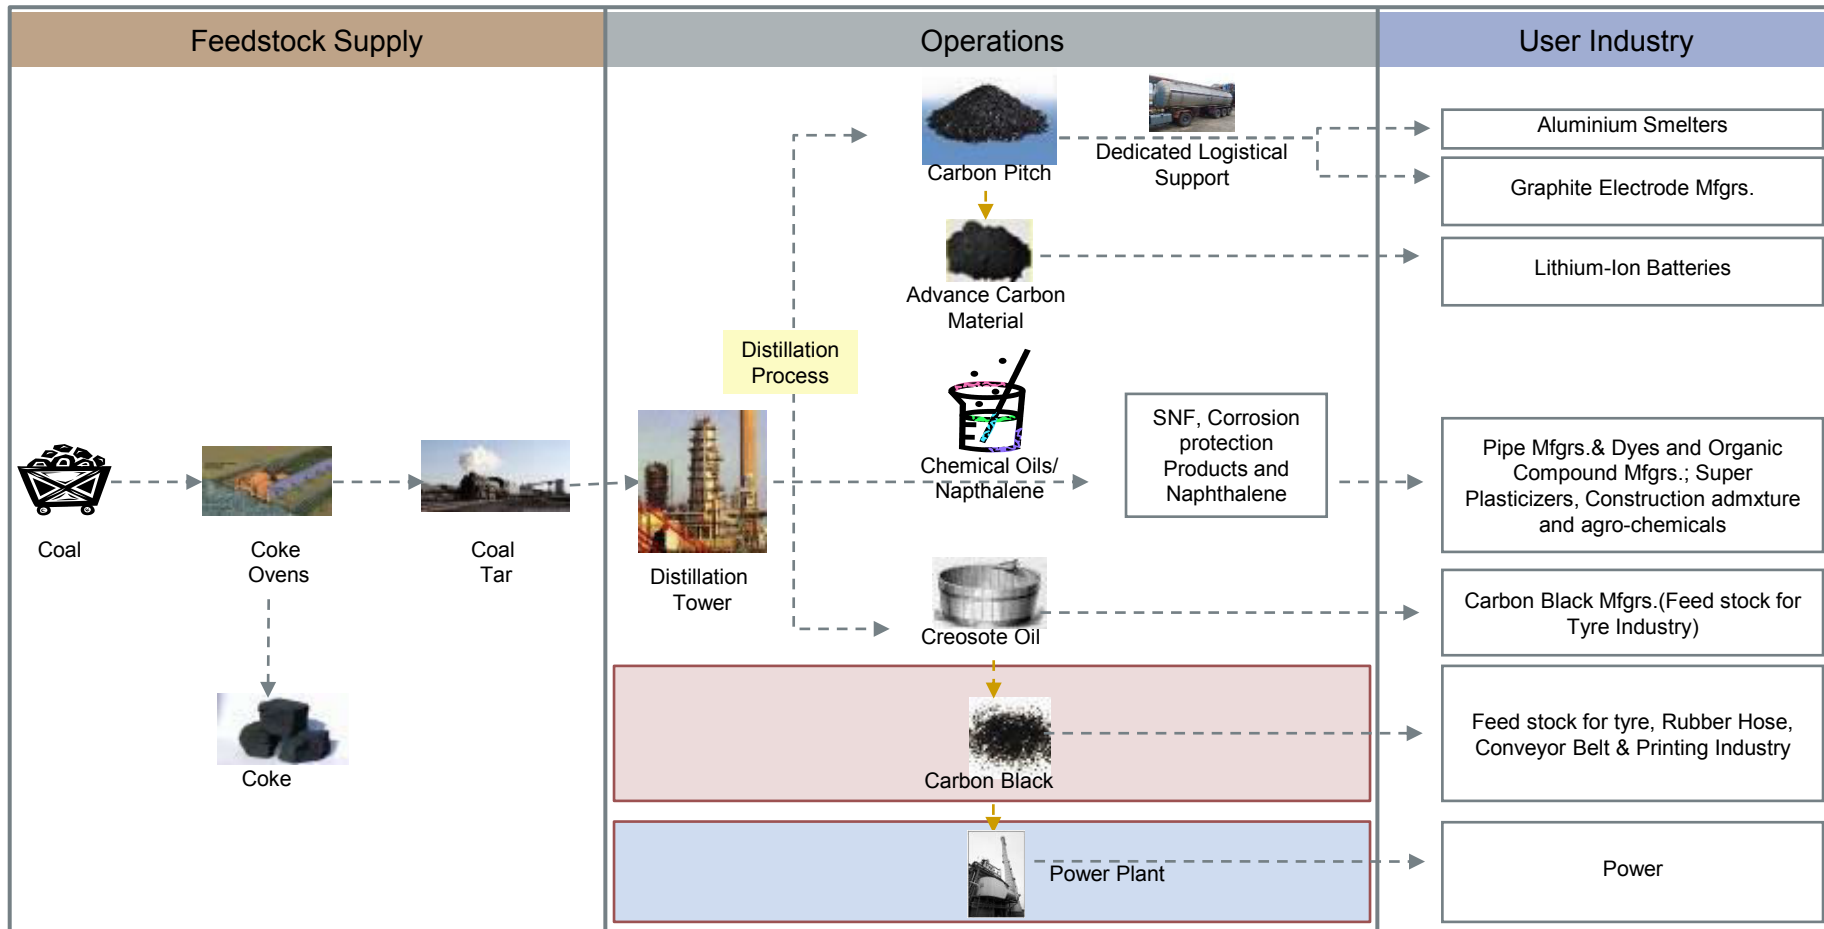 Feedstock Supply
Operations
User Industry
Carbon Pitch
Dedicated Logistical
Support
Aluminium Smelters
Graphite Electrode Mfgrs.
Advance Carbon
Material
Lithium-Ion Batteries
Distillation
Process
Coal
Coke
Ovens
Coal
Tar
Distillation
Tower
Chemical Oils/
Napthalene
SNF, Corrosion
protection
Products and
Naphthalene
Pipe Mfgrs.& Dyes and Organic
Compound Mfgrs.; Super
Plasticizers, Construction admxture
and agro-chemicals
Creosote Oil
Carbon Black Mfgrs.(Feed stock for
Tyre Industry)
Coke
Carbon Black
Feed stock for tyre, Rubber Hose,
Conveyor Belt & Printing Industry
Power Plant
Power